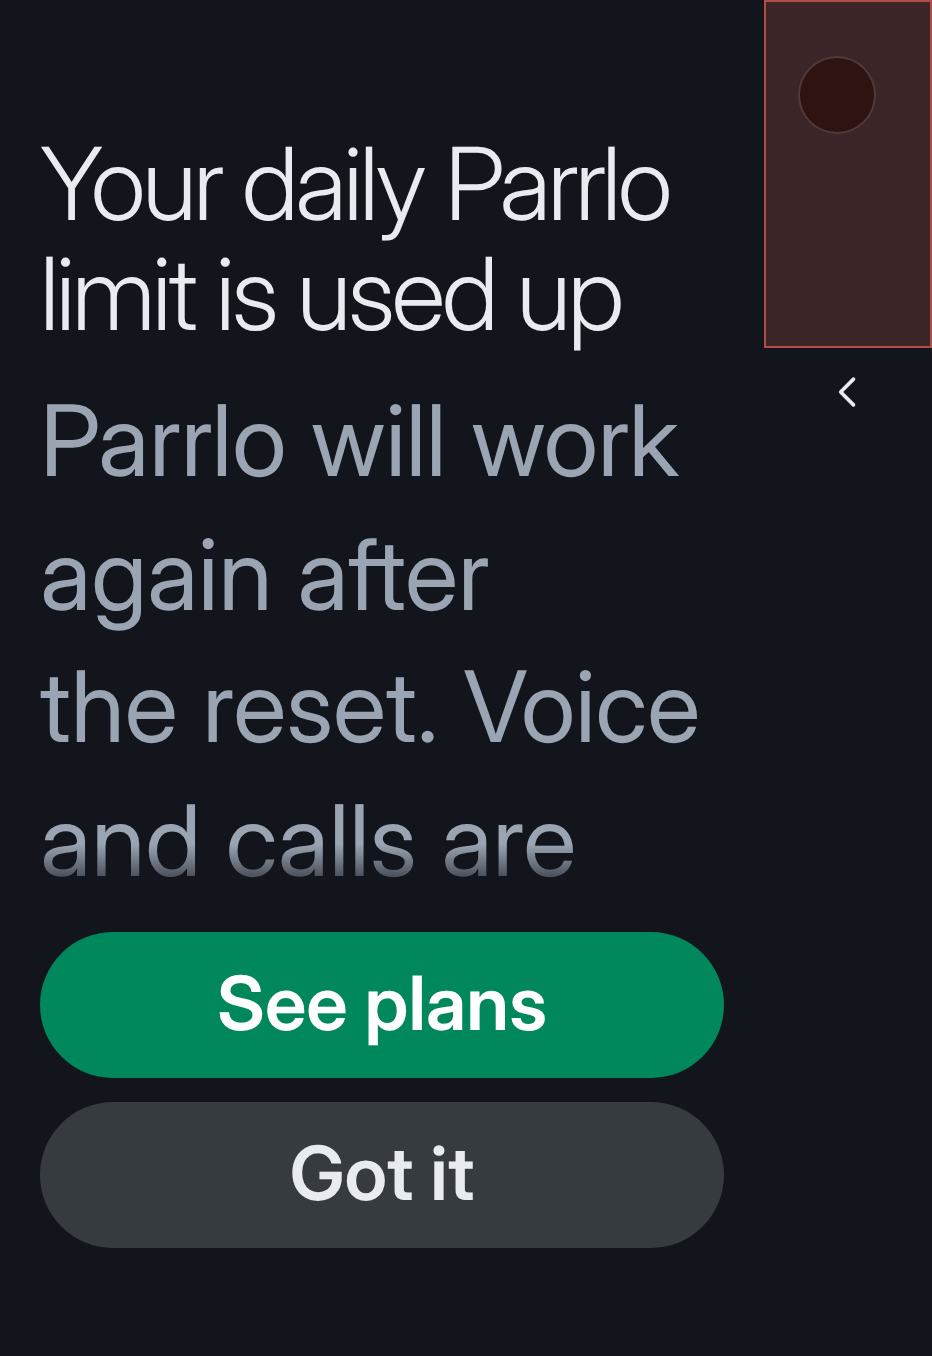 Your daily Parrlo
limit is used up
Parrlo will work
again after
the reset. Voice
and calls are
See plans
Got it